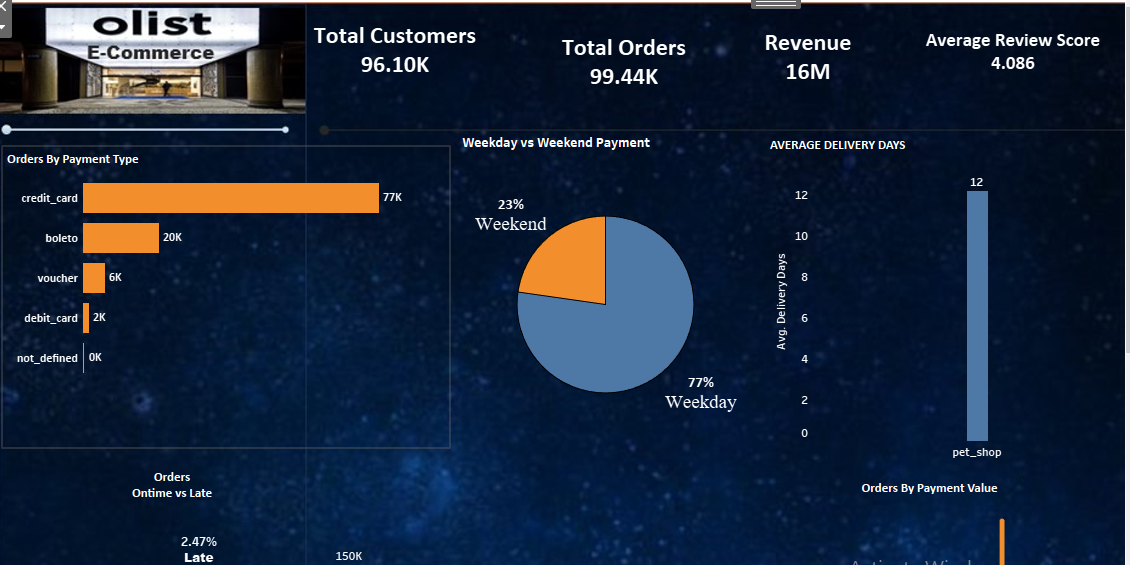 olist
E-Commerce
Total Customers
96.10K
Total Orders
99.44K
Revenue
16M
Average Review Score
4.086
Orders By Payment Type
credit_card
77K
boleto
20K
voucher
6K
debit_card
2K
not_defined
0K
Weekday vs Weekend Payment
23%
Weekend
77%
Weekday
AVERAGE DELIVERY DAYS
Avg. Delivery Days
12
10
8
6
4
2
0
12
pet_shop
Orders
Ontime vs Late
2.47%
Late
150K
Orders By Payment Value